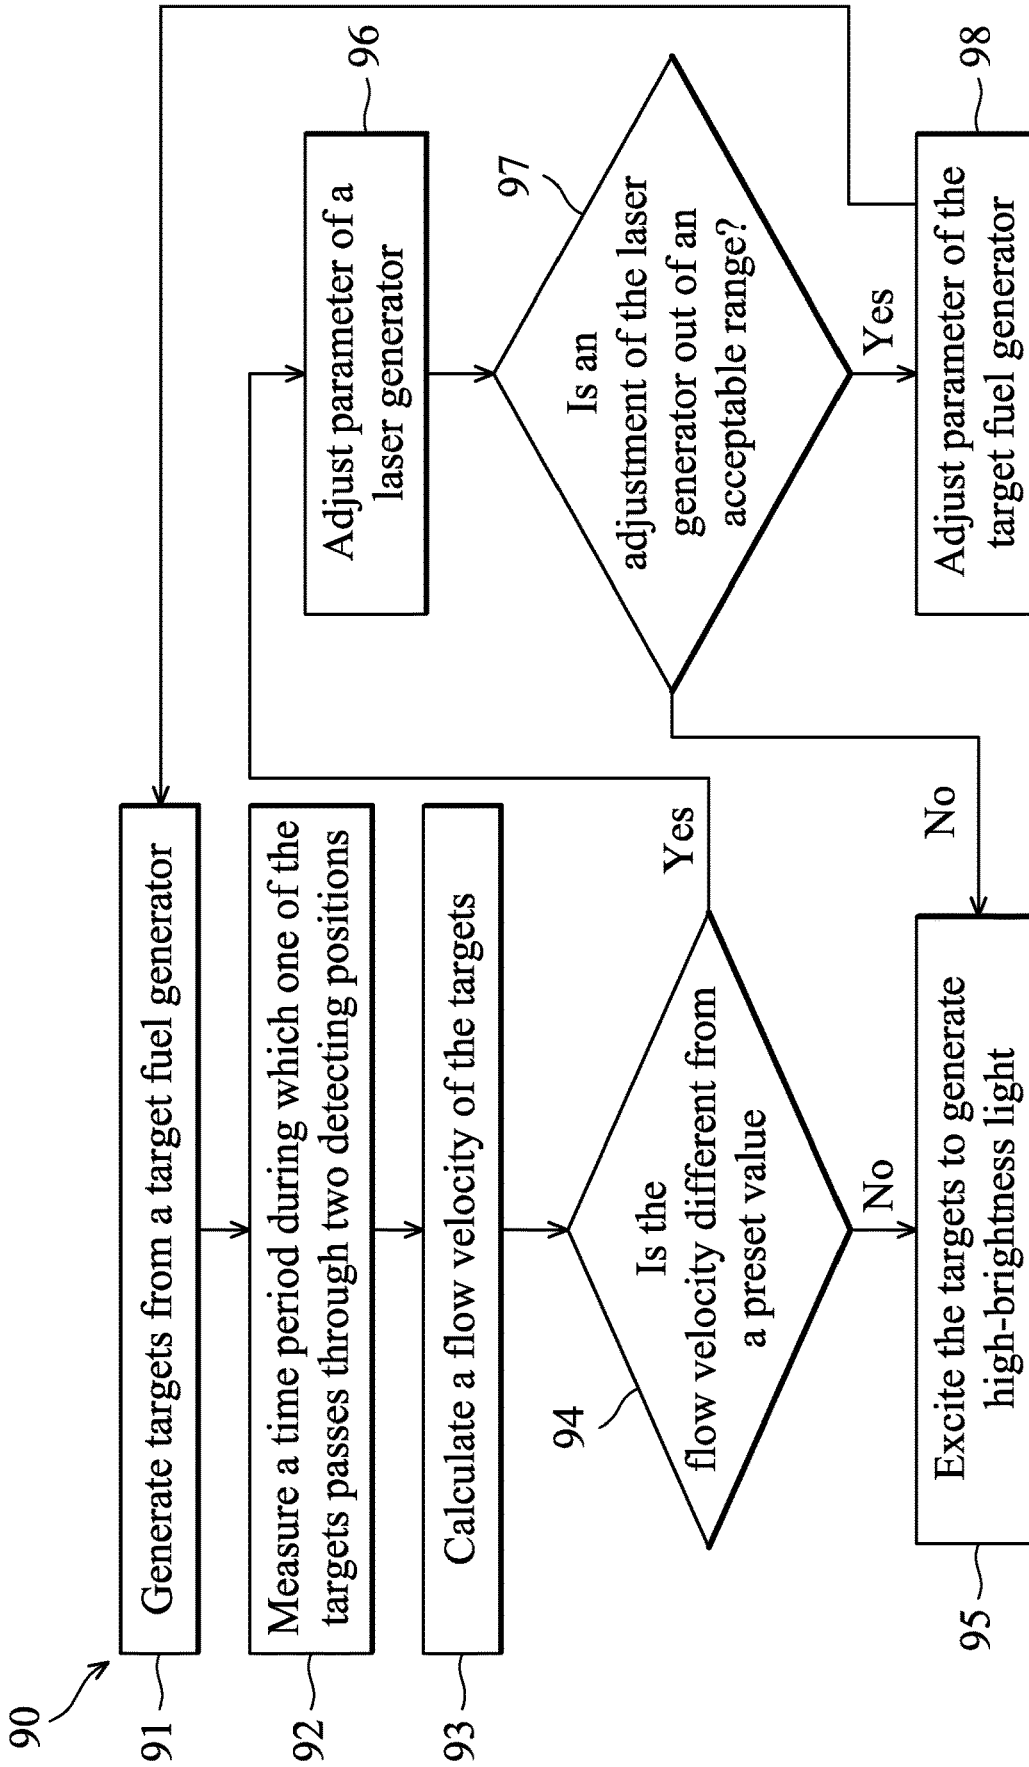 90
91
Generate targets from a target fuel generator
92
Measure a time period during which one of the
targets passes through two detecting positions
93
Calculate a flow velocity of the targets
94
Is the
flow velocity different from
a preset value
Yes
No
95
Excite the targets to generate
high-brightness light
96
Adjust parameter of a
laser generator
97
Is an
adjustment of the laser
generator out of an
acceptable range?
No
Yes
98
Adjust parameter of the
target fuel generator